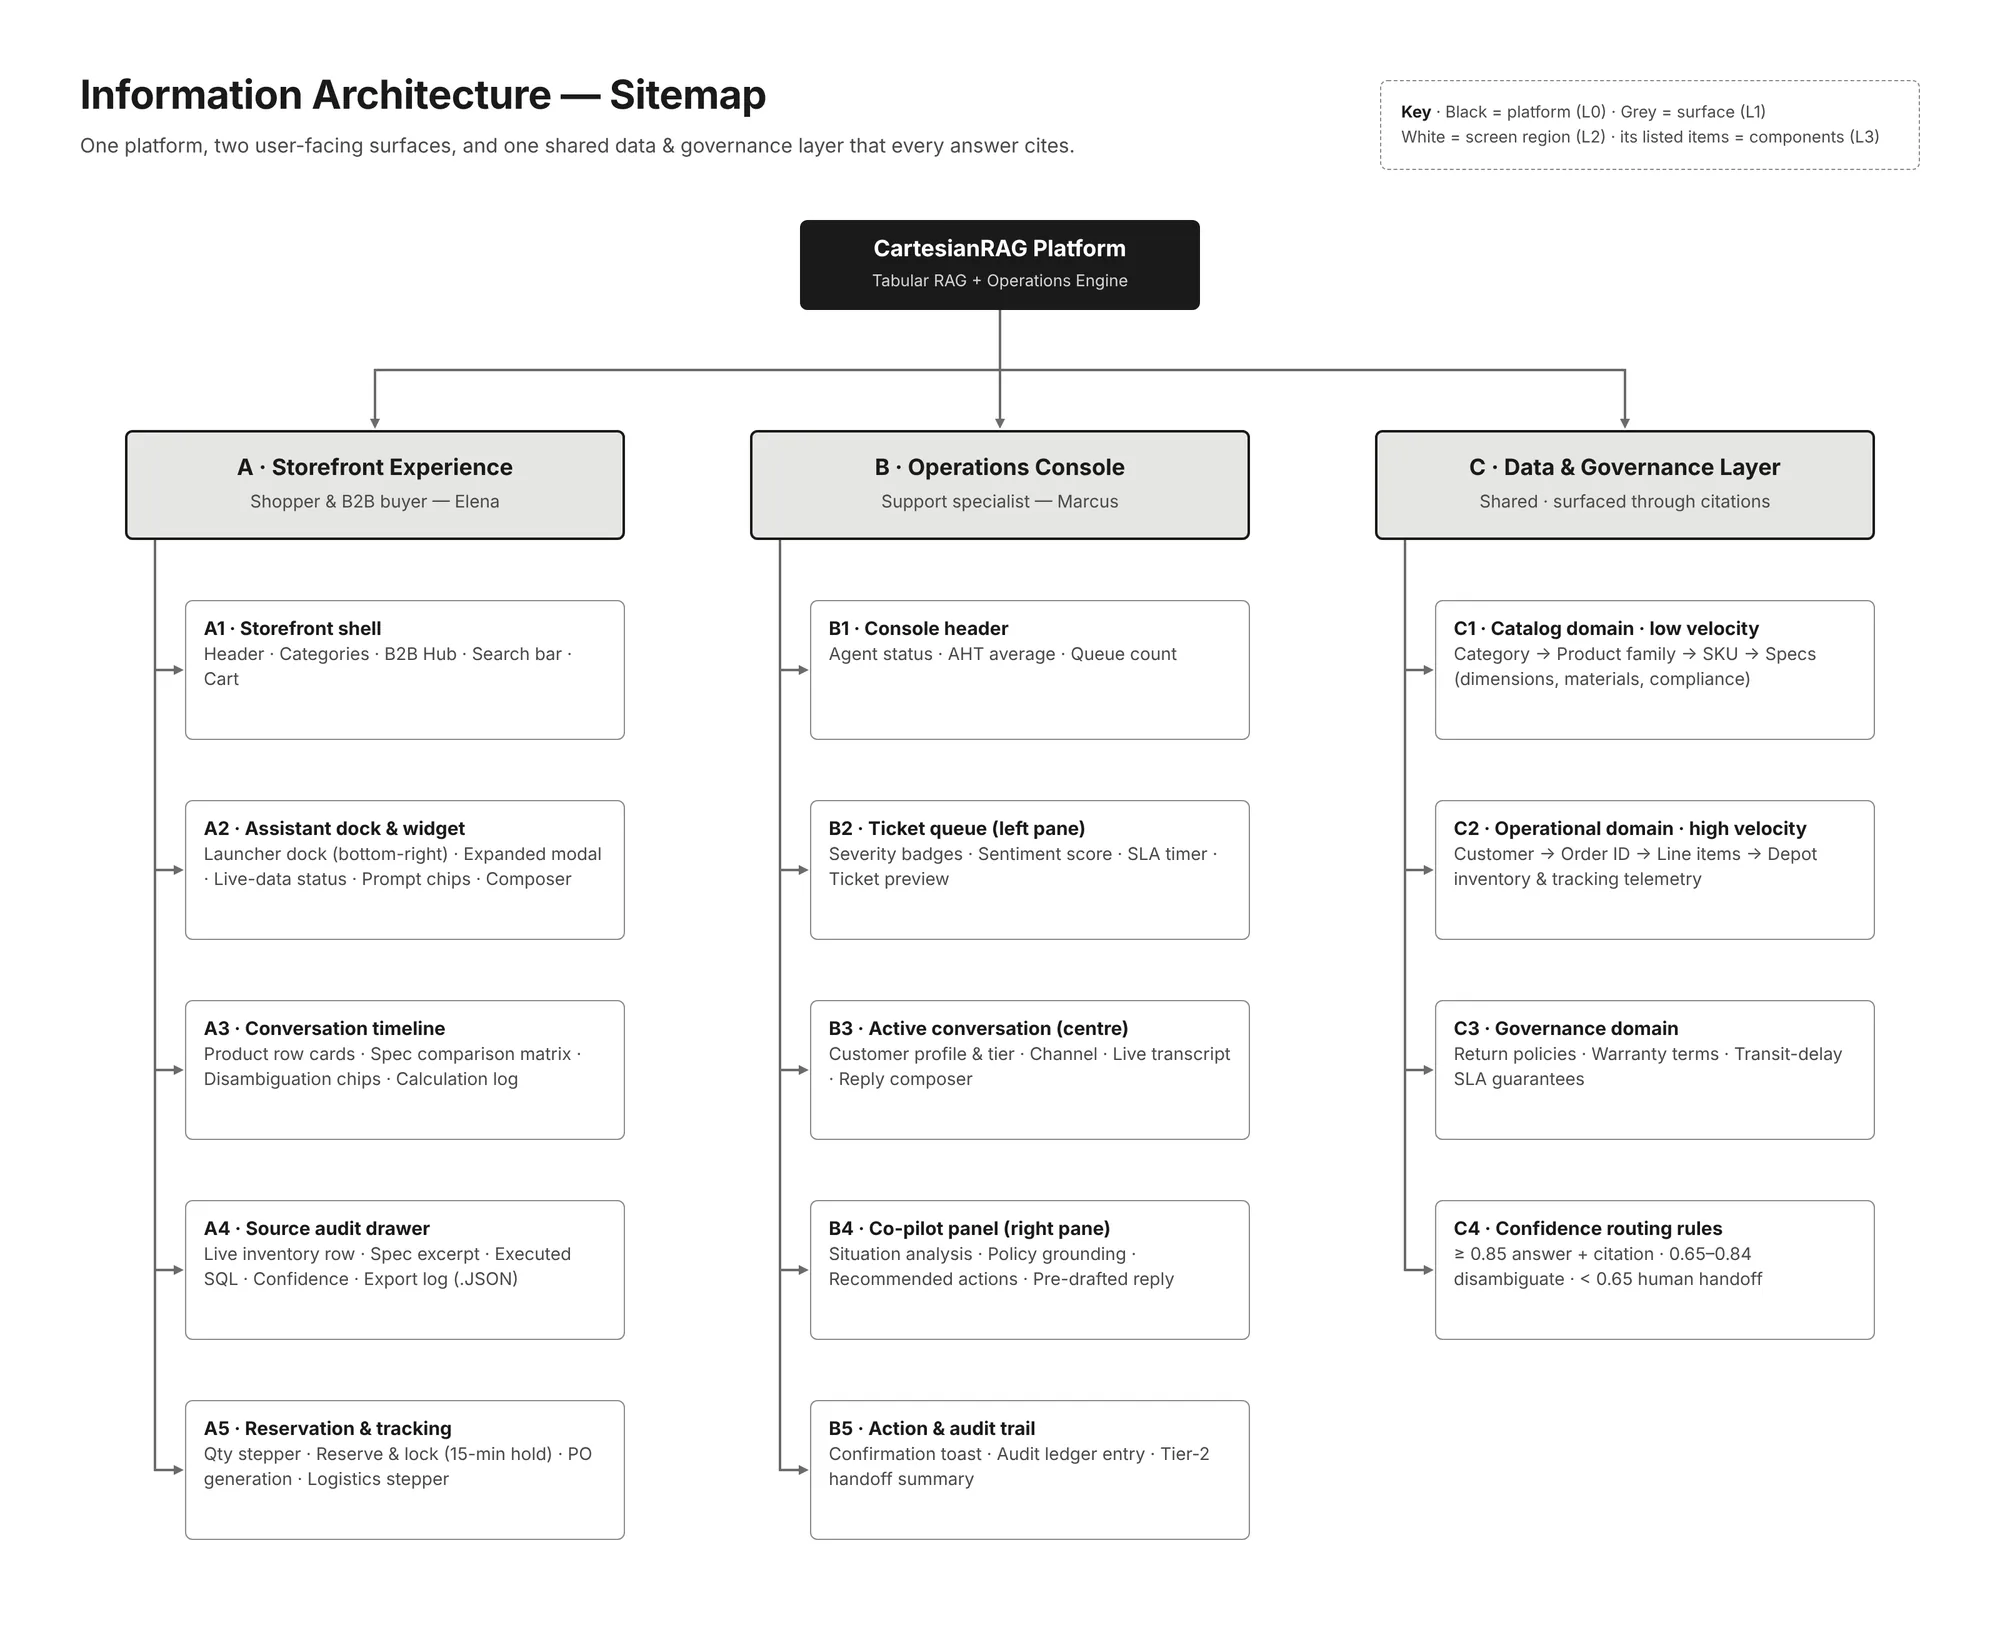 Information Architecture — Sitemap
One platform, two user-facing surfaces, and one shared data & governance layer that every answer cites.
Key · Black = platform (L0) · Grey = surface (L1)
White = screen region (L2) · its listed items = components (L3)
CartesianRAG Platform
Tabular RAG + Operations Engine
A · Storefront Experience
Shopper & B2B buyer — Elena
A1 · Storefront shell
Header · Categories · B2B Hub · Search bar ·
Cart
A2 · Assistant dock & widget
Launcher dock (bottom-right) · Expanded modal
· Live-data status · Prompt chips · Composer
A3 · Conversation timeline
Product row cards · Spec comparison matrix ·
Disambiguation chips · Calculation log
A4 · Source audit drawer
Live inventory row · Spec excerpt · Executed
SQL · Confidence · Export log (.JSON)
A5 · Reservation & tracking
Qty stepper · Reserve & lock (15-min hold) · PO
generation · Logistics stepper
B · Operations Console
Support specialist — Marcus
B1 · Console header
Agent status · AHT average · Queue count
B2 · Ticket queue (left pane)
Severity badges · Sentiment score · SLA timer ·
Ticket preview
B3 · Active conversation (centre)
Customer profile & tier · Channel · Live transcript
· Reply composer
B4 · Co-pilot panel (right pane)
Situation analysis · Policy grounding ·
Recommended actions · Pre-drafted reply
B5 · Action & audit trail
Confirmation toast · Audit ledger entry · Tier-2
handoff summary
C · Data & Governance Layer
Shared · surfaced through citations
C1 · Catalog domain · low velocity
Category → Product family → SKU → Specs
(dimensions, materials, compliance)
C2 · Operational domain · high velocity
Customer → Order ID → Line items → Depot
inventory & tracking telemetry
C3 · Governance domain
Return policies · Warranty terms · Transit-delay
SLA guarantees
C4 · Confidence routing rules
≥ 0.85 answer + citation · 0.65–0.84
disambiguate · < 0.65 human handoff